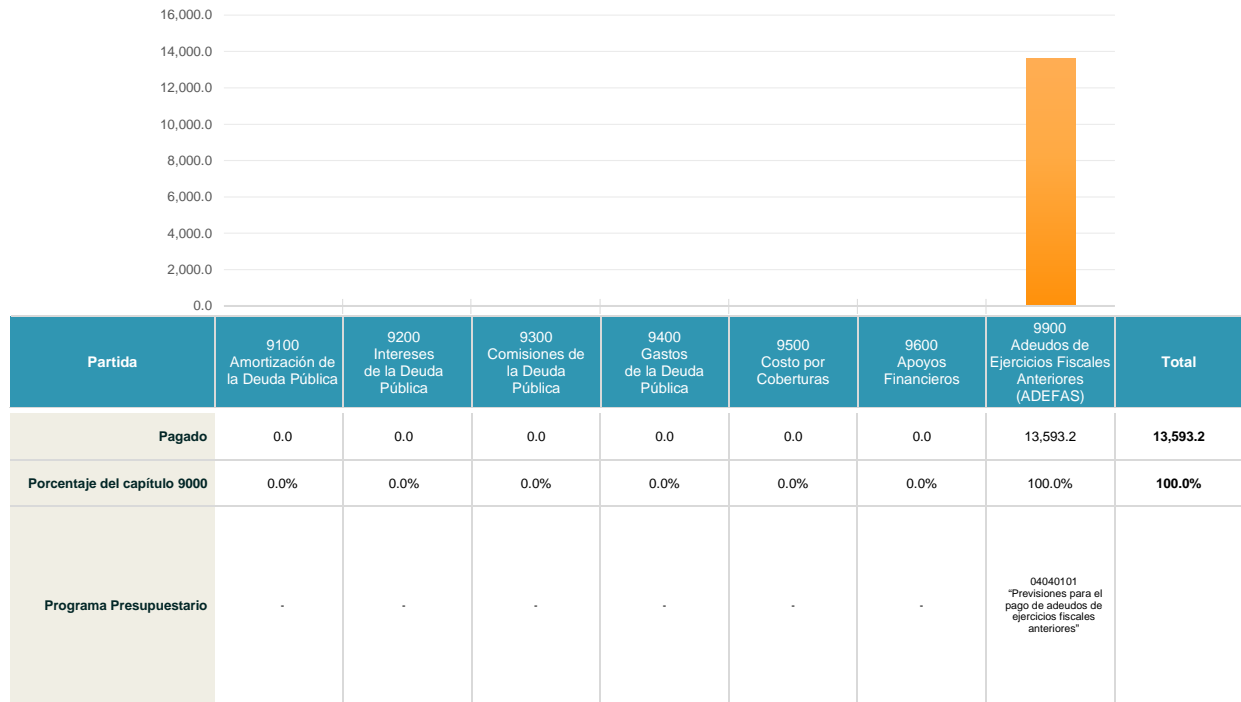 16,000.0
14,000.0
12,000.0
10,000.0
8,000.0
6,000.0
4,000.0
2,000.0
0.0
Partida
9100
Amortización de
la Deuda Pública
9200
Intereses
de la Deuda
Pública
9300
Comisiones de
la Deuda
Pública
9400
Gastos
de la Deuda
Pública
9500
Costo por
Coberturas
9600
Apoyos
Financieros
9900
Adeudos de
Ejercicios Fiscales
Anteriores
(ADEFAS)
Total
Pagado 0.0 0.0 0.0 0.0 0.0 0.0 13,593.2 13,593.2
Porcentaje del capítulo 9000 0.0% 0.0% 0.0% 0.0% 0.0% 0.0% 100.0% 100.0%
Programa Presupuestario - - - - - -
04040101
“Previsiones para el
pago de adeudos de
ejercicios fiscales
anteriores”